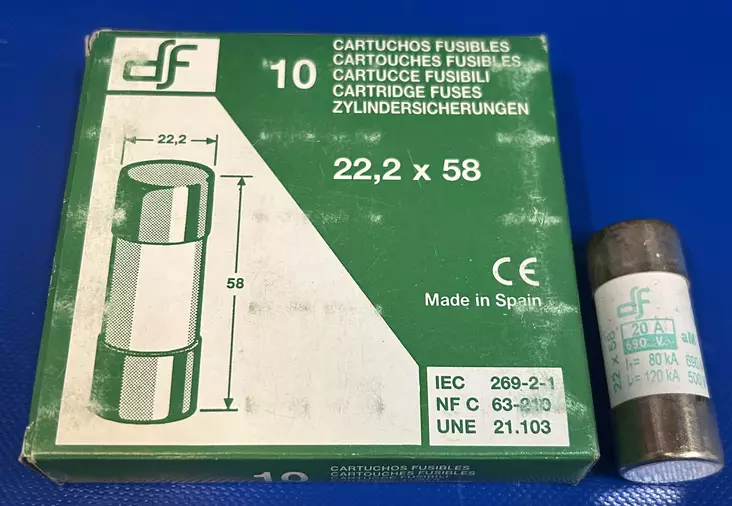 df
10
CARTUCHOS FUSIBLES
CARTOUCHES FUSIBLES
CARTUCCE FUSIBILI
CARTRIDGE FUSES
ZYLINDERSICHERUNGEN
22,2 x 58
22,2
58
CE
Made in Spain
IEC 269-2-1
NF C 63-210
UNE 21.103
10
CARTUCHOS FUSIBLES
CARTOUCHES FUSIBLES
df
22 x 58
20 A
690 V
aM
80 kA
120 kA